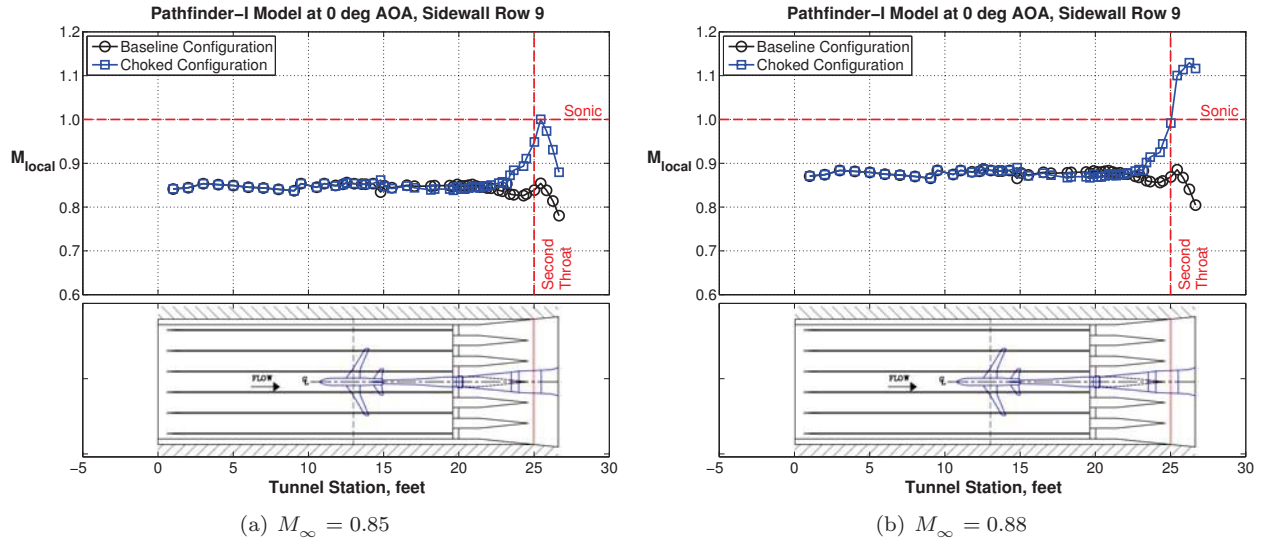 Pathfinder-I Model at 0 deg AOA, Sidewall Row 9
1.2
1.1
1.0
0.9
0.8
0.7
0.6
M_local
Baseline Configuration
Choked Configuration
Sonic
Second
Throat
FLOW
℄
−5 0 5 10 15 20 25 30
Tunnel Station, feet
(a) M∞ = 0.85
Pathfinder-I Model at 0 deg AOA, Sidewall Row 9
1.2
1.1
1.0
0.9
0.8
0.7
0.6
M_local
Baseline Configuration
Choked Configuration
Sonic
Second
Throat
FLOW
℄
−5 0 5 10 15 20 25 30
Tunnel Station, feet
(b) M∞ = 0.88